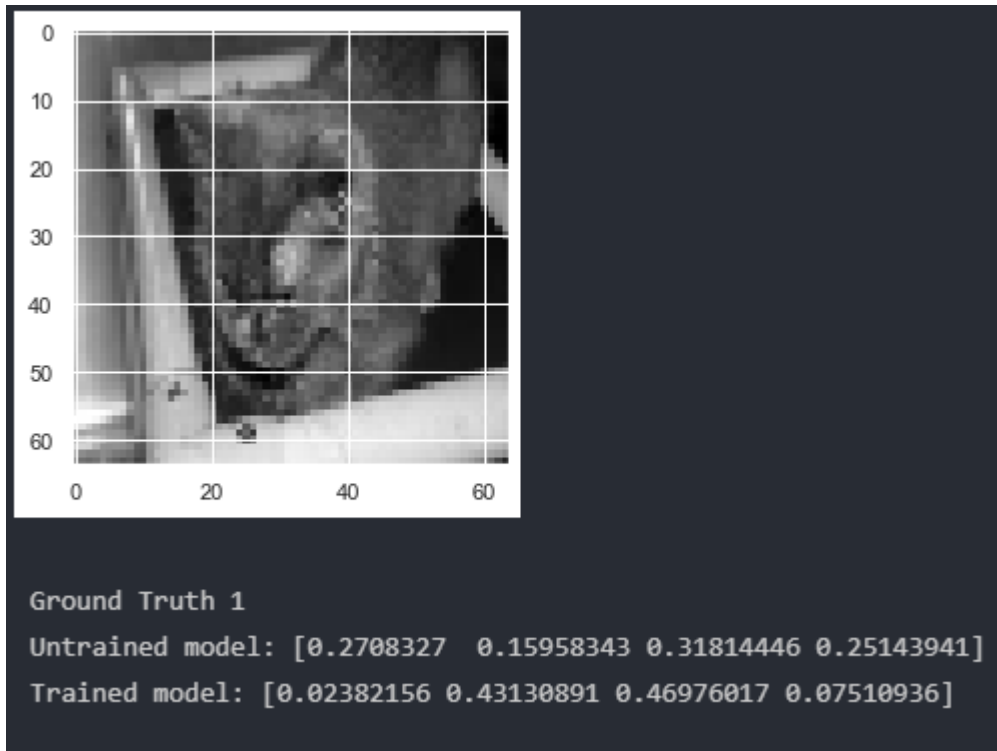 0
10
20
30
40
50
60
0 20 40 60
Ground Truth 1
Untrained model: [0.2708327  0.15958343 0.31814446 0.25143941]
Trained model: [0.02382156 0.43130891 0.46976017 0.07510936]